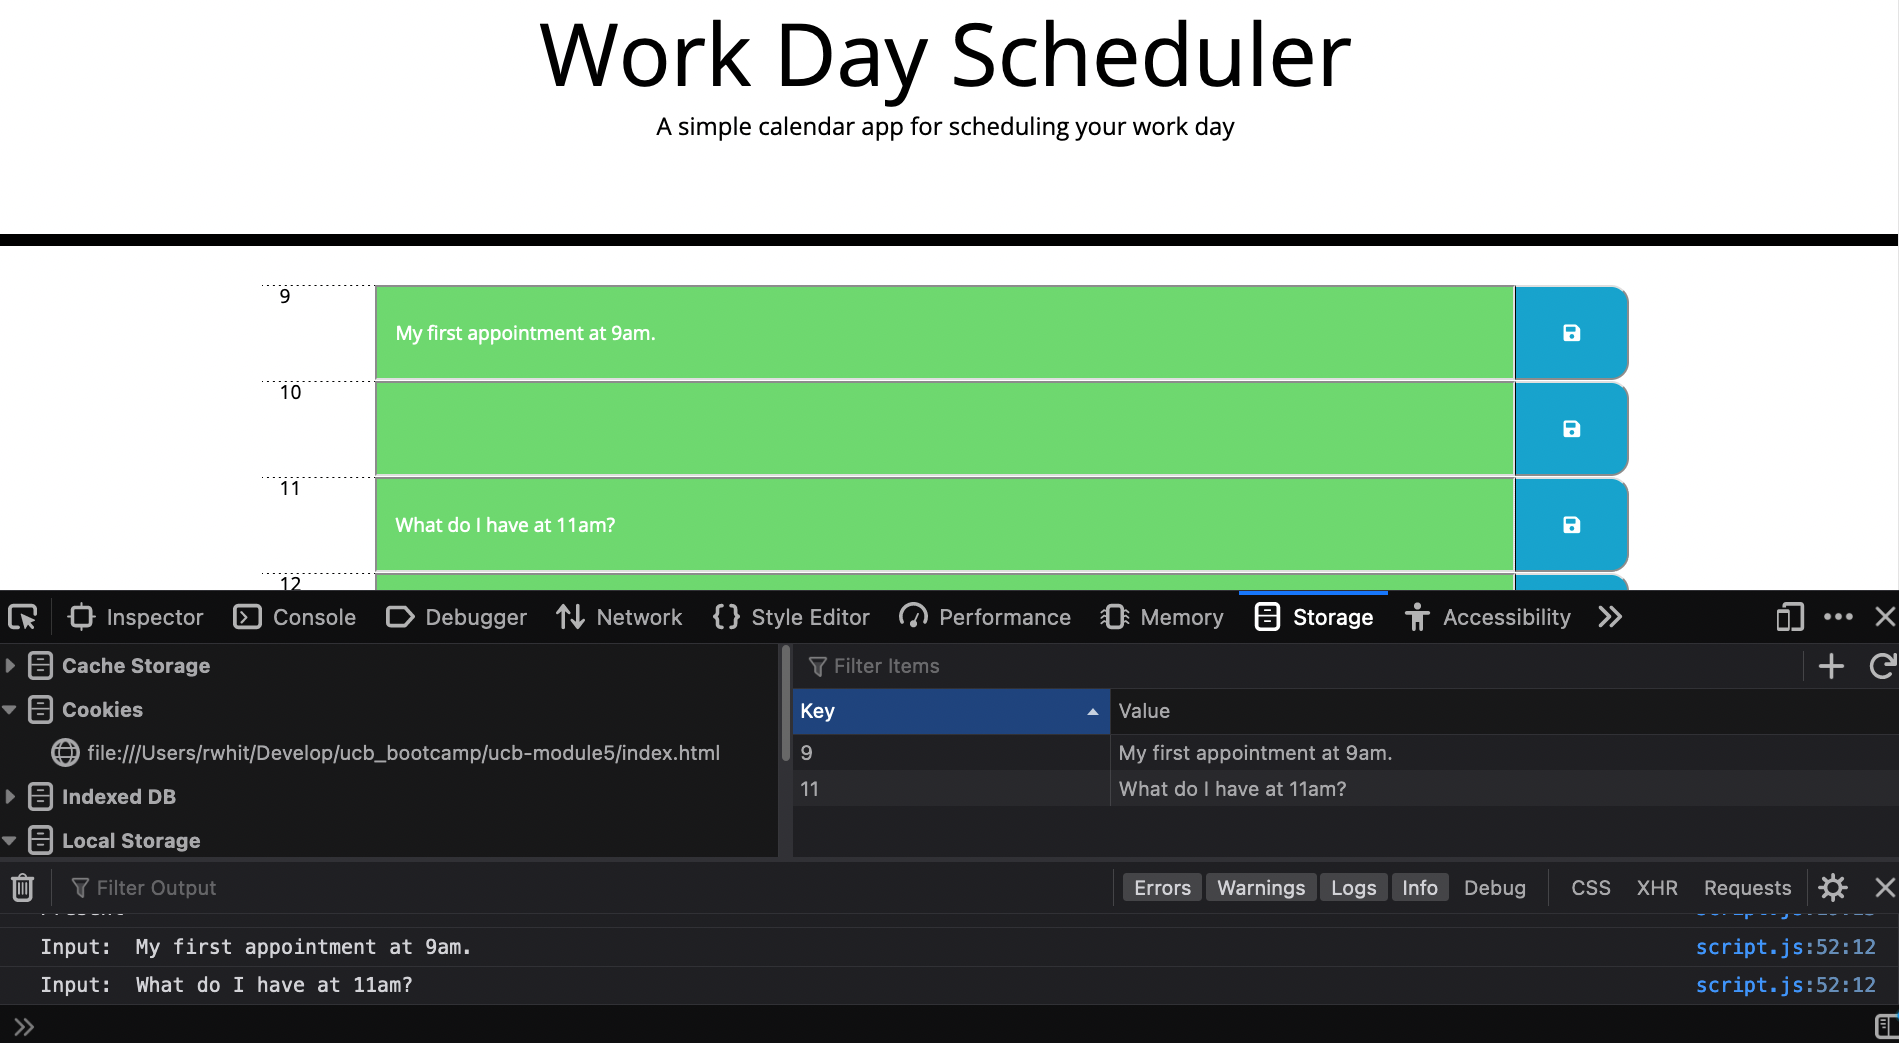 Work Day Scheduler
A simple calendar app for scheduling your work day
9
My first appointment at 9am.
10
11
What do I have at 11am?
12
Inspector Console Debugger Network Style Editor Performance Memory Storage Accessibility
Cache Storage
Cookies
file:///Users/rwhit/Develop/ucb_bootcamp/ucb-module5/index.html
Indexed DB
Local Storage
Filter Items
Key Value
9 My first appointment at 9am.
11 What do I have at 11am?
Filter Output Errors Warnings Logs Info Debug CSS XHR Requests
Input: My first appointment at 9am. script.js:52:12
Input: What do I have at 11am? script.js:52:12